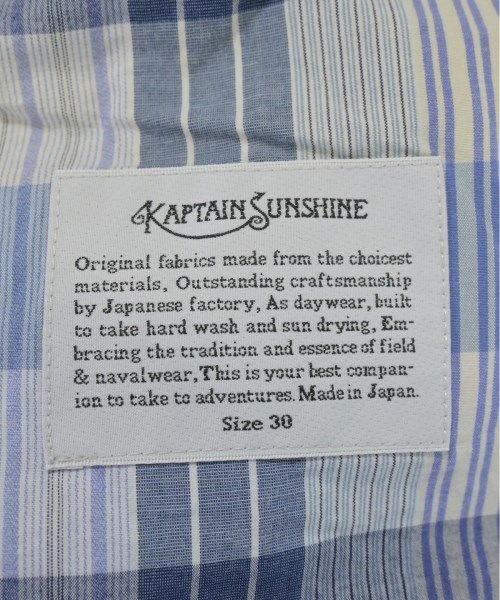 KAPTAIN SUNSHINE
Original fabrics made from the choicest
materials, Outstanding craftsmanship
by Japanese factory, As daywear, built
to take hard wash and sun drying, Em-
bracing the tradition and essence of field
& navalwear, This is your best compan-
ion to take to adventures. Made in Japan.
Size 30